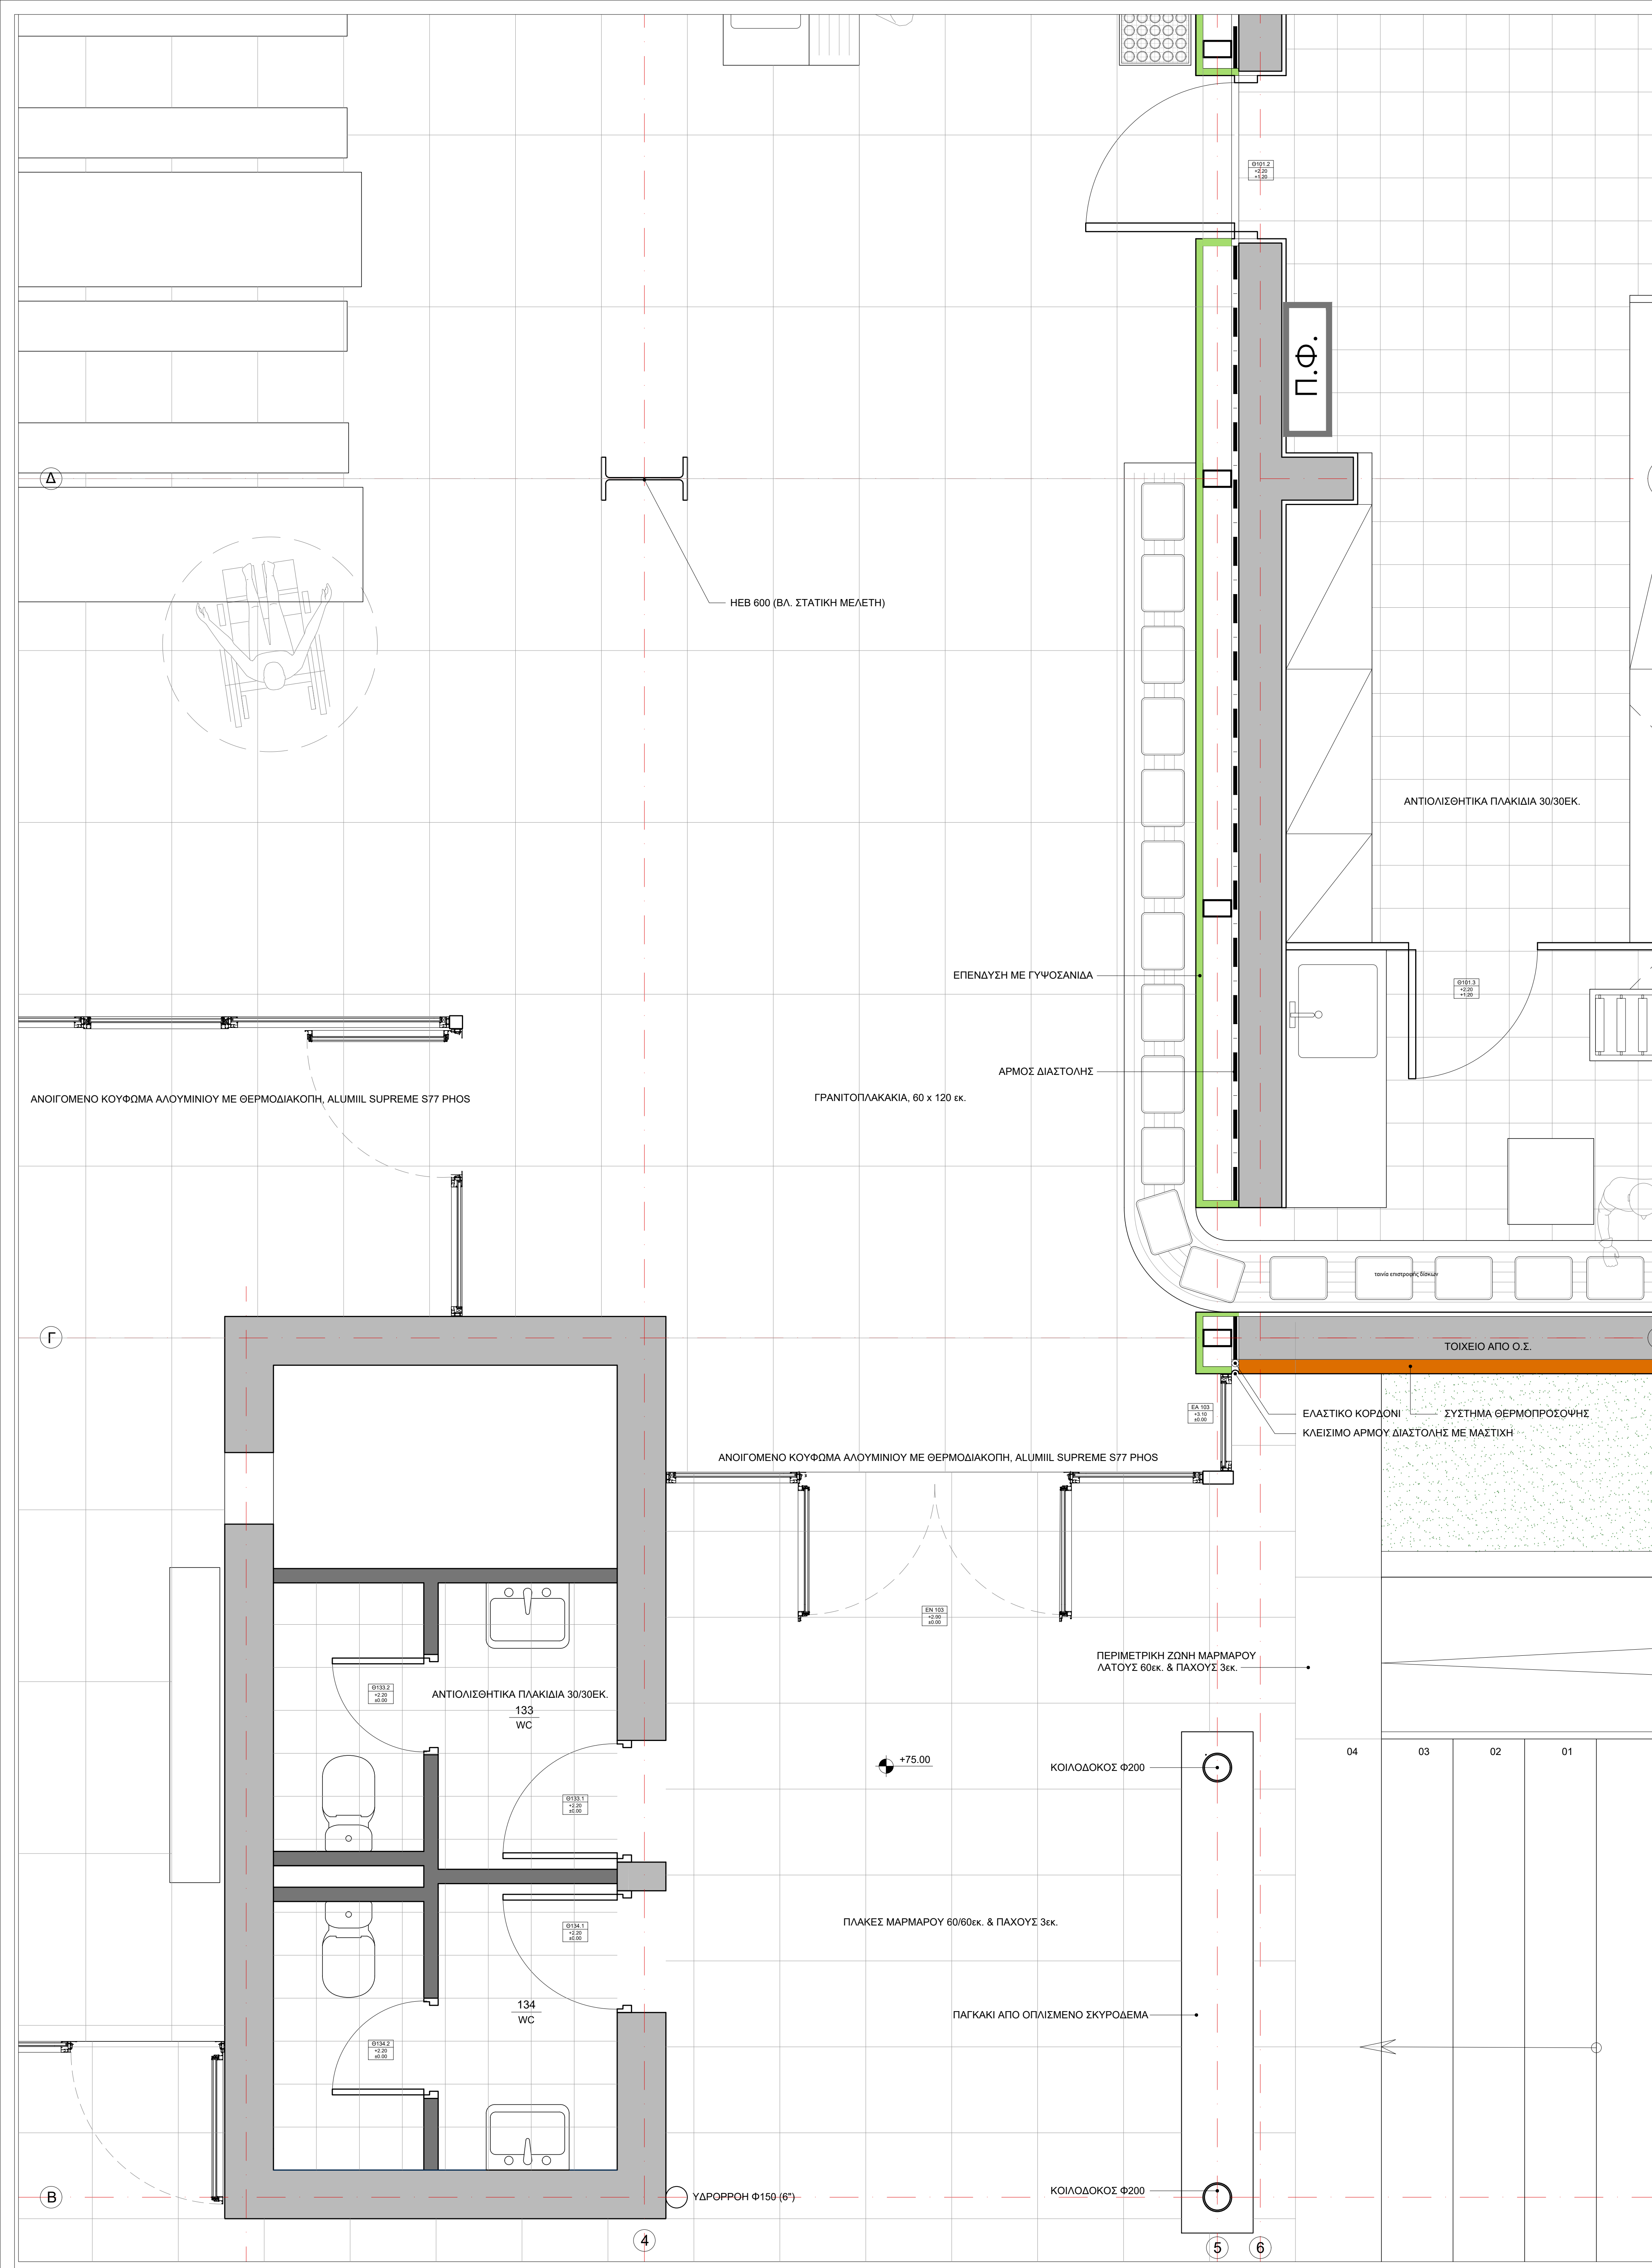 Θ101.2
+2.20
+1.20
Π.Φ.
Δ
HEB 600 (ΒΛ. ΣΤΑΤΙΚΗ ΜΕΛΕΤΗ)
ΑΝΤΙΟΛΙΣΘΗΤΙΚΑ ΠΛΑΚΙΔΙΑ 30/30ΕΚ.
ΕΠΕΝΔΥΣΗ ΜΕ ΓΥΨΟΣΑΝΙΔΑ
Θ101.3
+2.20
+1.20
ΑΡΜΟΣ ΔΙΑΣΤΟΛΗΣ
ΑΝΟΙΓΟΜΕΝΟ ΚΟΥΦΩΜΑ ΑΛΟΥΜΙΝΙΟΥ ΜΕ ΘΕΡΜΟΔΙΑΚΟΠΗ, ALUMIIL SUPREME S77 PHOS
ΓΡΑΝΙΤΟΠΛΑΚΑΚΙΑ, 60 x 120 εκ.
ταινία επιστροφής δίσκων
Γ
ΤΟΙΧΕΙΟ ΑΠΟ Ο.Σ.
ΕΑ 103
+3.10
±0.00
ΕΛΑΣΤΙΚΟ ΚΟΡΔΟΝΙ
ΣΥΣΤΗΜΑ ΘΕΡΜΟΠΡΟΣΟΨΗΣ
ΚΛΕΙΣΙΜΟ ΑΡΜΟΥ ΔΙΑΣΤΟΛΗΣ ΜΕ ΜΑΣΤΙΧΗ
ΑΝΟΙΓΟΜΕΝΟ ΚΟΥΦΩΜΑ ΑΛΟΥΜΙΝΙΟΥ ΜΕ ΘΕΡΜΟΔΙΑΚΟΠΗ, ALUMIIL SUPREME S77 PHOS
ΕΝ 103
+2.90
±0.00
ΠΕΡΙΜΕΤΡΙΚΗ ΖΩΝΗ ΜΑΡΜΑΡΟΥ
ΛΑΤΟΥΣ 60εκ. & ΠΑΧΟΥΣ 3εκ.
Θ133.2
+2.20
±0.00
ΑΝΤΙΟΛΙΣΘΗΤΙΚΑ ΠΛΑΚΙΔΙΑ 30/30ΕΚ.
133
WC
+75.00
ΚΟΙΛΟΔΟΚΟΣ Φ200
04
03
02
01
Θ133.1
+2.20
±0.00
Θ134.1
+2.20
±0.00
ΠΛΑΚΕΣ ΜΑΡΜΑΡΟΥ 60/60εκ. & ΠΑΧΟΥΣ 3εκ.
134
WC
ΠΑΓΚΑΚΙ ΑΠΟ ΟΠΛΙΣΜΕΝΟ ΣΚΥΡΟΔΕΜΑ
Θ134.2
+2.20
±0.00
Β
ΥΔΡΟΡΡΟΗ Φ150 (6")
ΚΟΙΛΟΔΟΚΟΣ Φ200
4
5
6